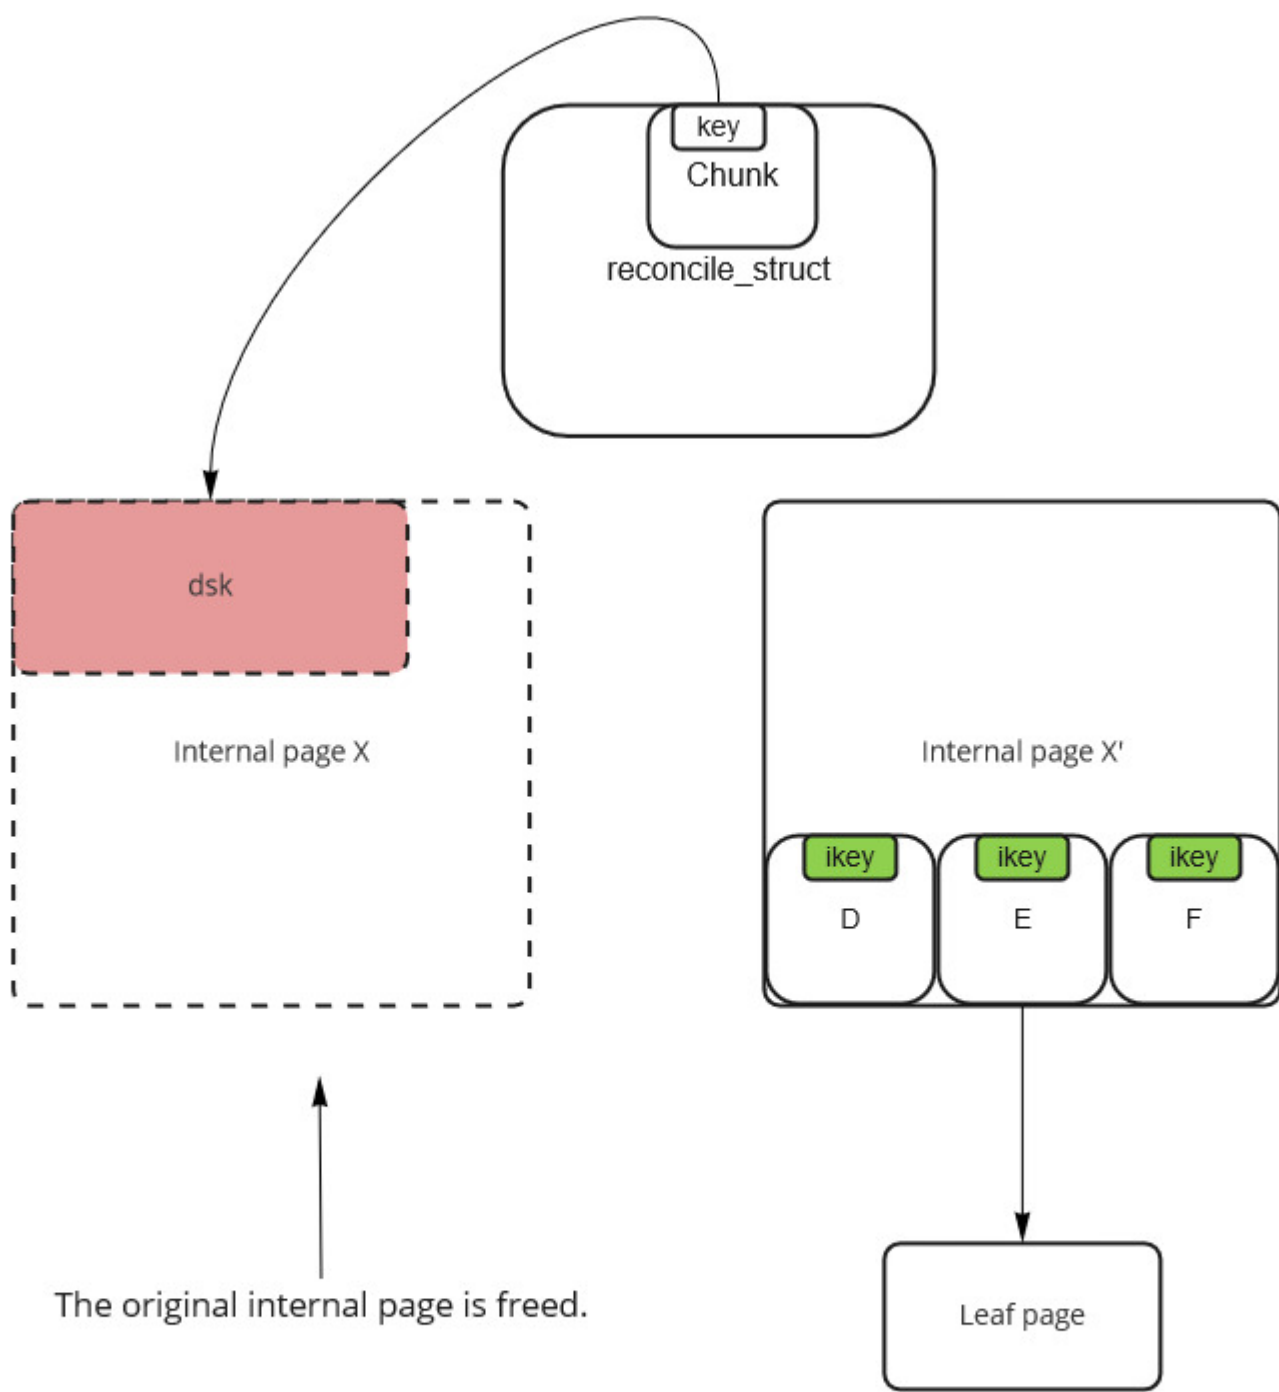 key
Chunk
reconcile_struct
dsk
Internal page X
Internal page X'
ikey
ikey
ikey
D
E
F
The original internal page is freed.
Leaf page